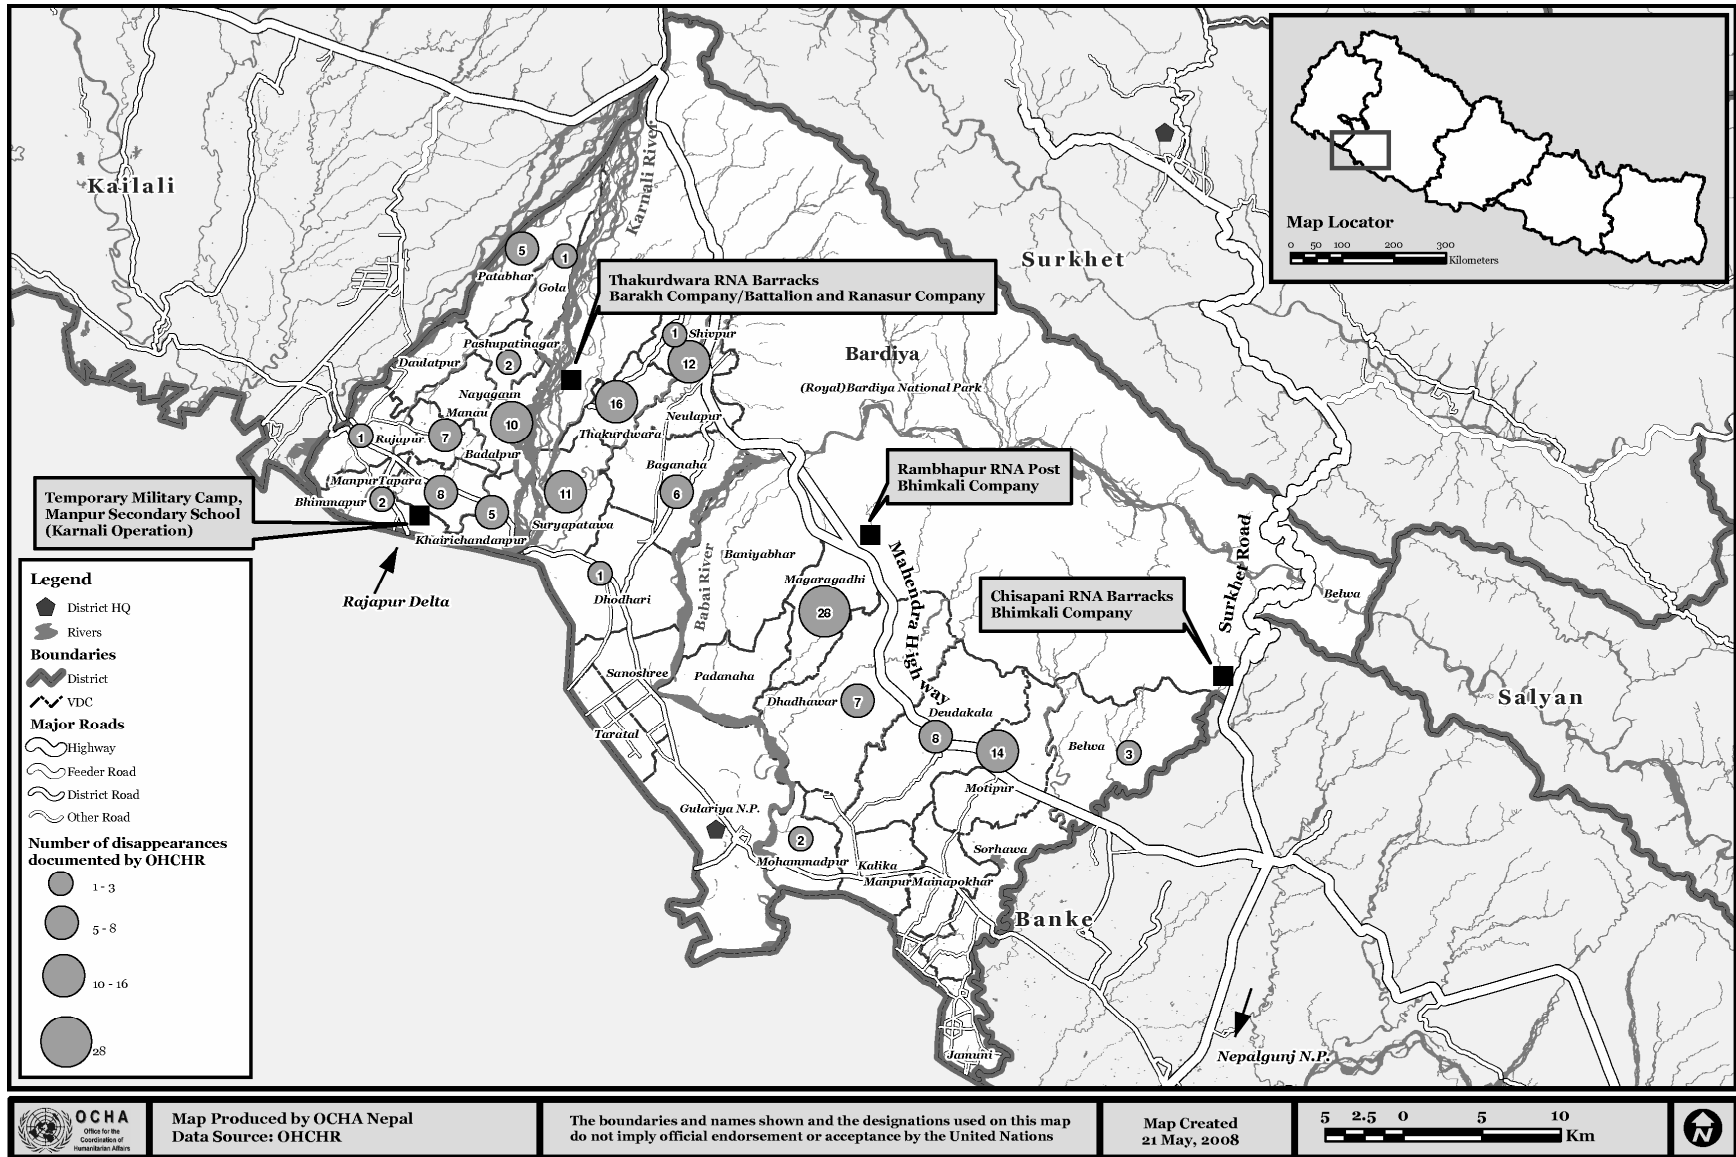 Kailali
Karnali River
Surkhet
Map Locator
0 50 100 200 300
Kilometers
5
Patabhar
1
Gola
Thakurdwara RNA Barracks
Barakh Company/Battalion and Ranasur Company
1
Shivpur
12
Pashupatinagar
2
Daulatpur
Bardiya
(Royal)Bardiya National Park
Nayagaun
16
Thakurdwara
Neulapur
Manau
10
1
Rajapur
7
Badalpur
Baganaha
6
Rambhapur RNA Post
Bhimkali Company
ManpurTapara
Bhimmapur
2
8
5
11
Suryapatawa
Khairichandanpur
Temporary Military Camp,
Manpur Secondary School
(Karnali Operation)
Rajapur Delta
1
Dhodhari
Babai River
Baniyabhar
Magaragadhi
28
Mahendra High way
Chisapani RNA Barracks
Bhimkali Company
Surkhet Road
Belwa
Salyan
Sanoshree
Padanaha
Taratal
Dhadhawar
7
Deudakala
8
14
Belwa
3
Motipur
Gulariya N.P.
2
Mohammadpur
Kalika
Sorhawa
ManpurMainapokhar
Banke
Jamuni
Nepalgunj N.P.
Legend
District HQ
Rivers
Boundaries
District
VDC
Major Roads
Highway
Feeder Road
District Road
Other Road
Number of disappearances
documented by OHCHR
1 - 3
5 - 8
10 - 16
28
OCHA
Office for the
Coordination of
Humanitarian Affairs
Map Produced by OCHA Nepal
Data Source: OHCHR
The boundaries and names shown and the designations used on this map
do not imply official endorsement or acceptance by the United Nations
Map Created
21 May, 2008
5 2.5 0 5 10
Km
N